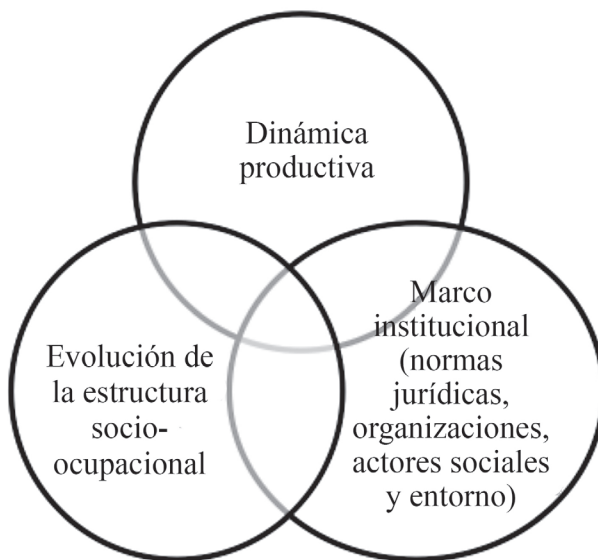 Dinámica
productiva
Evolución de
la estructura
socio-
ocupacional
Marco
institucional
(normas
jurídicas,
organizaciones,
actores sociales
y entorno)